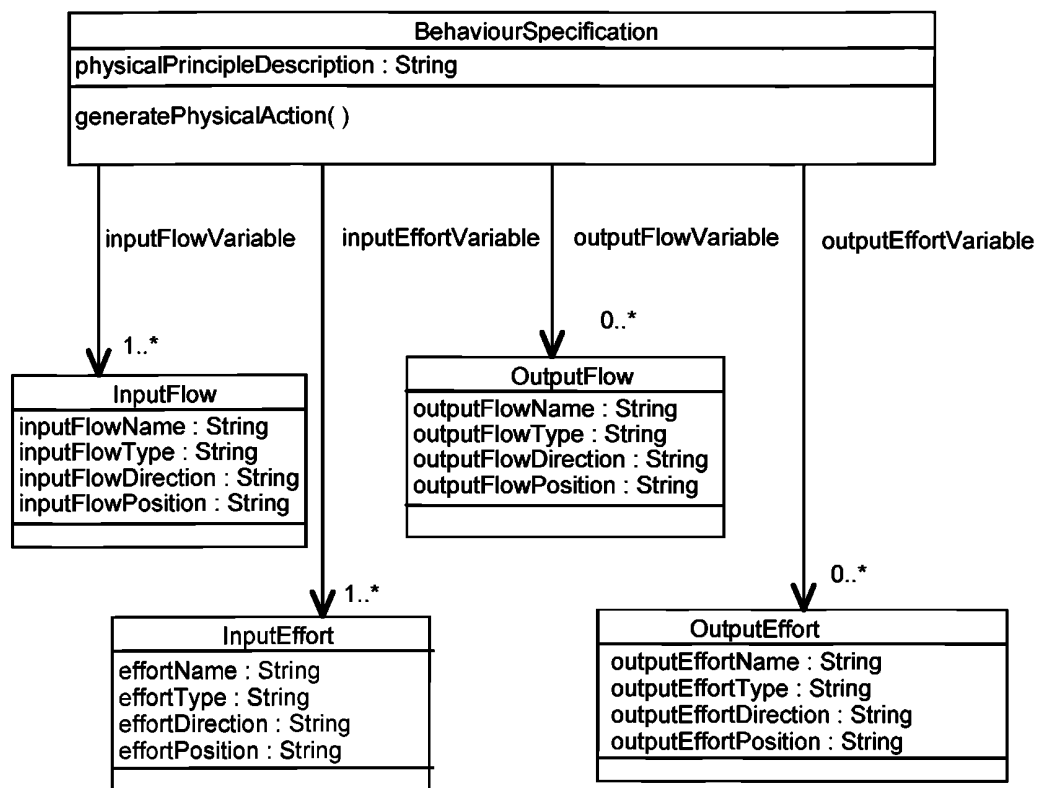 BehaviourSpecification
physicalPrincipleDescription : String
generatePhysicalAction( )
inputFlowVariable
inputEffortVariable
outputFlowVariable
outputEffortVariable
1..*
0..*
InputFlow
inputFlowName : String
inputFlowType : String
inputFlowDirection : String
inputFlowPosition : String
OutputFlow
outputFlowName : String
outputFlowType : String
outputFlowDirection : String
outputFlowPosition : String
1..*
0..*
InputEffort
effortName : String
effortType : String
effortDirection : String
effortPosition : String
OutputEffort
outputEffortName : String
outputEffortType : String
outputEffortDirection : String
outputEffortPosition : String